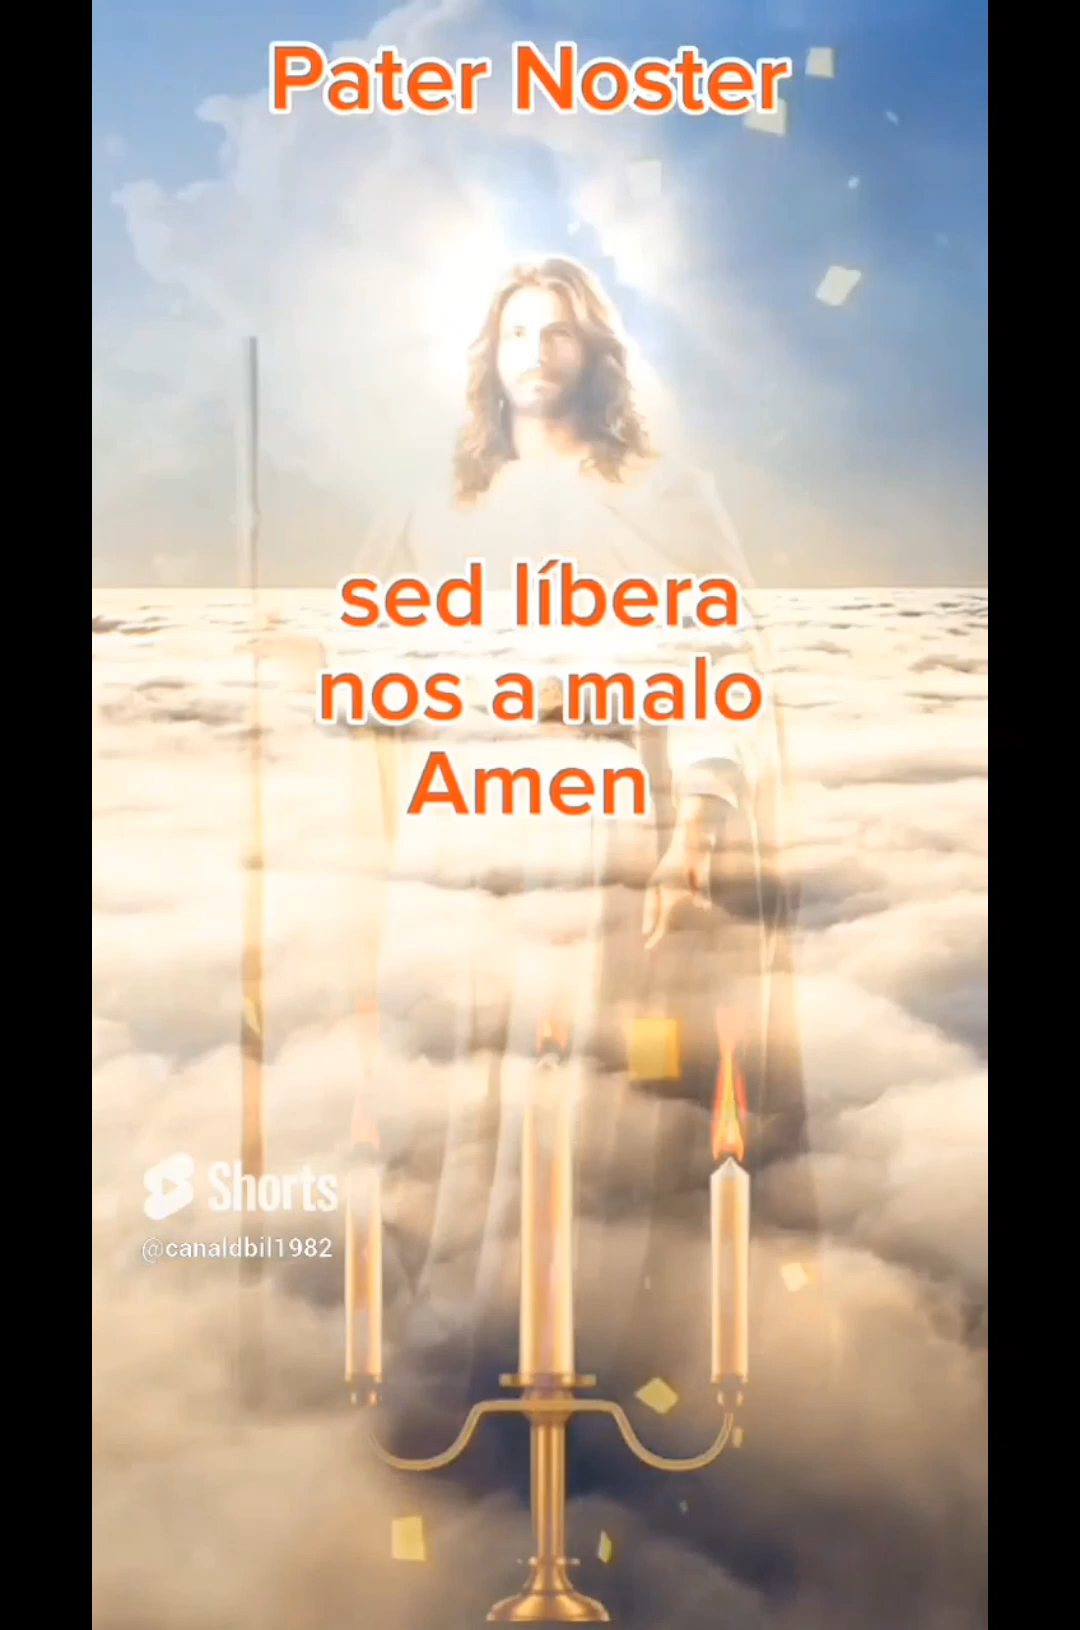 Pater Noster
sed líbera
nos a malo
Amen
Shorts
@canaldbil1982